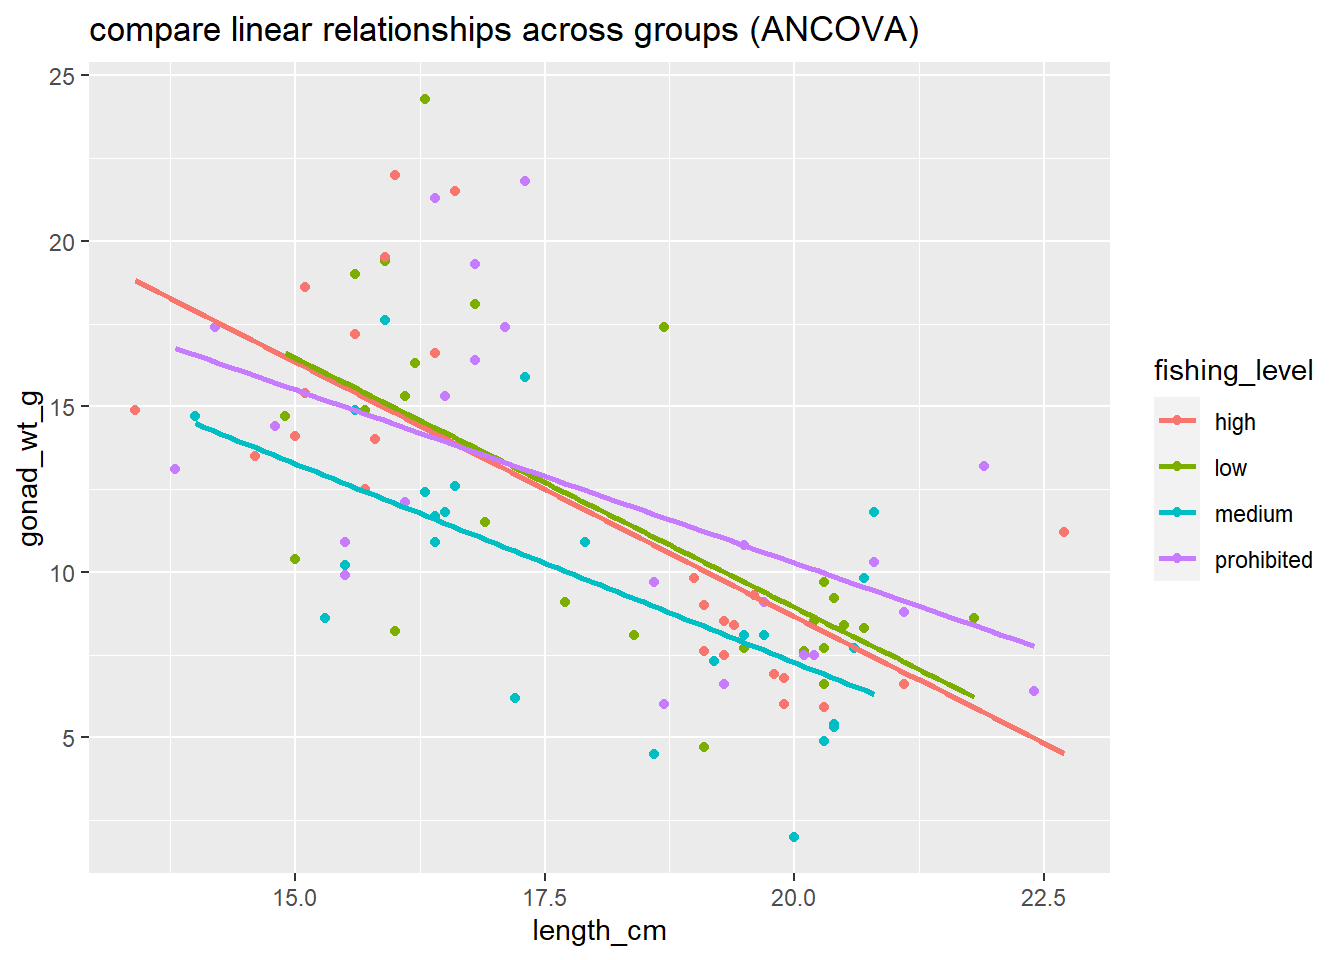 compare linear relationships across groups (ANCOVA)
25
20
15
10
5
gonad_wt_g
15.0
17.5
20.0
22.5
length_cm
fishing_level
high
low
medium
prohibited